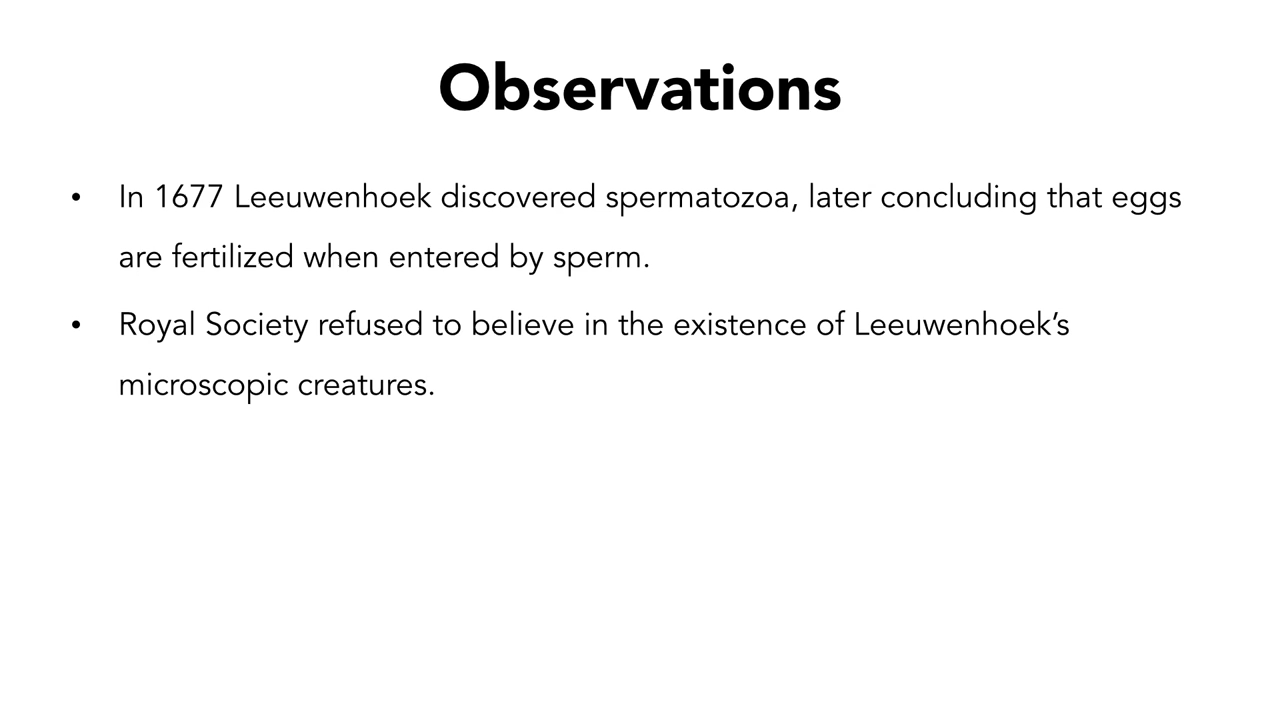 Observations
• In 1677 Leeuwenhoek discovered spermatozoa, later concluding that eggs
are fertilized when entered by sperm.
• Royal Society refused to believe in the existence of Leeuwenhoek’s
microscopic creatures.